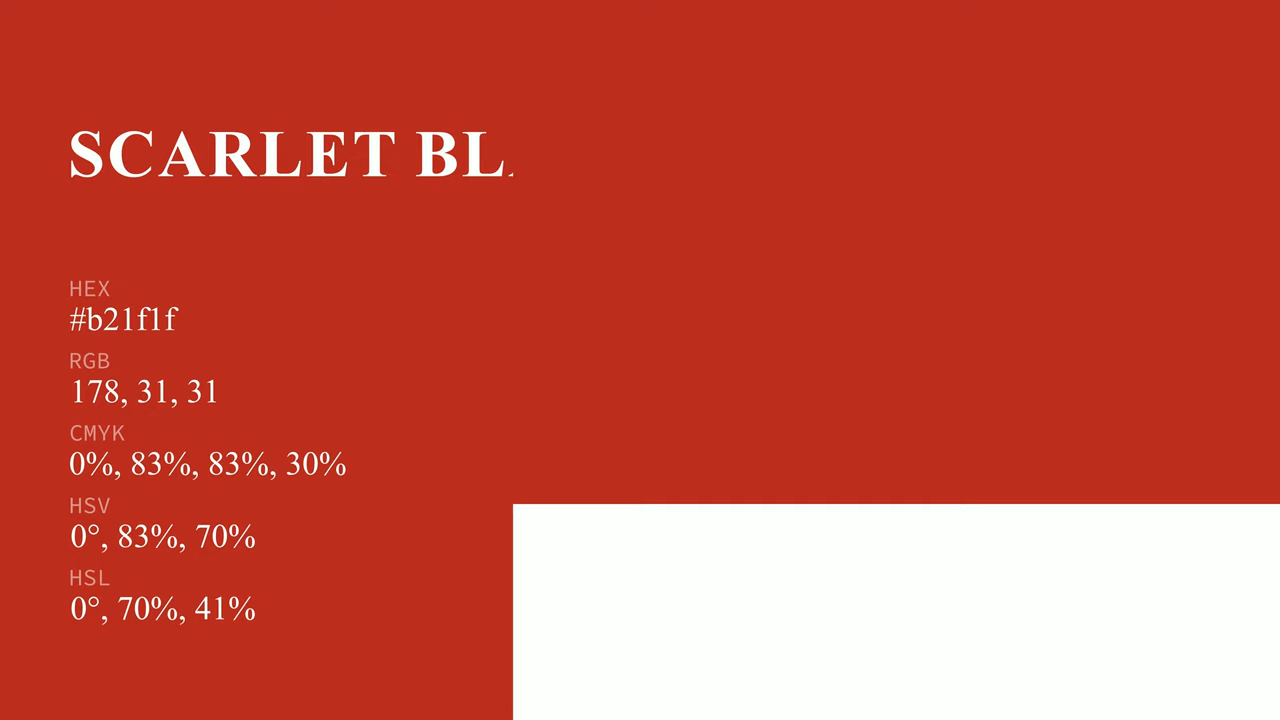 SCARLET BL
HEX
#b21f1f
RGB
178, 31, 31
CMYK
0%, 83%, 83%, 30%
HSV
0°, 83%, 70%
HSL
0°, 70%, 41%